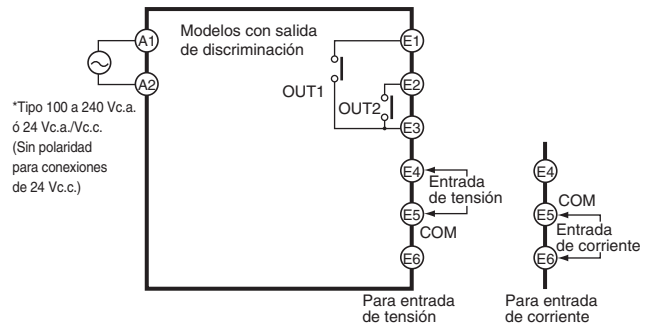 Modelos con salida
de discriminación
A1
A2
*Tipo 100 a 240 Vc.a.
ó 24 Vc.a./Vc.c.
(Sin polaridad
para conexiones
de 24 Vc.c.)
OUT1
OUT2
E1
E2
E3
E4
Entrada
de tensión
E5
COM
E6
Para entrada
de tensión
E4
COM
E5
Entrada
de corriente
E6
Para entrada
de corriente